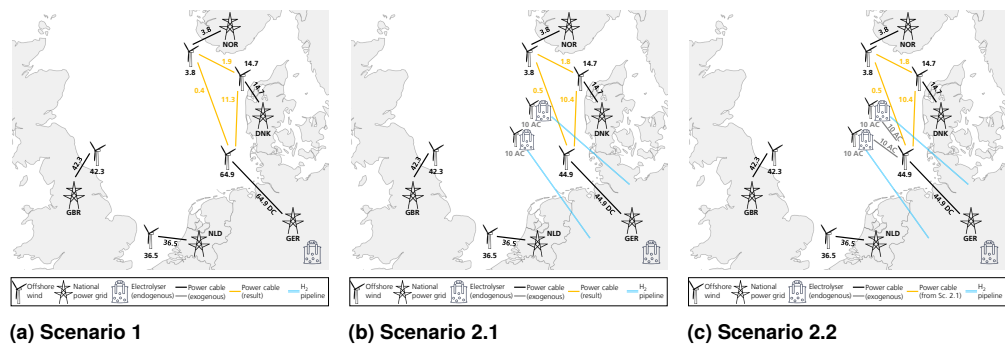 3.8
NOR
3.8
1.9
14.7
0.4
14.7
11.3
DNK
42.3
42.3
64.9
GBR
64.9 DC
36.5
NLD
36.5
GER
Offshore wind
National power grid
Electrolyser (endogenous)
Power cable (exogenous)
Power cable (result)
H2 pipeline
(a) Scenario 1
3.8
NOR
3.8
1.8
14.7
0.5
14.7
10.4
10 AC
DNK
10 AC
42.3
42.3
44.9
GBR
44.9 DC
36.5
NLD
36.5
GER
Offshore wind
National power grid
Electrolyser (endogenous)
Power cable (exogenous)
Power cable (result)
H2 pipeline
(b) Scenario 2.1
3.8
NOR
3.8
1.8
14.7
0.5
14.7
10.4
10 AC
10 AC
DNK
10 AC
10 AC
42.3
42.3
44.9
GBR
44.9 DC
36.5
NLD
36.5
GER
Offshore wind
National power grid
Electrolyser (endogenous)
Power cable (exogenous)
Power cable (from Sc. 2.1)
H2 pipeline
(c) Scenario 2.2